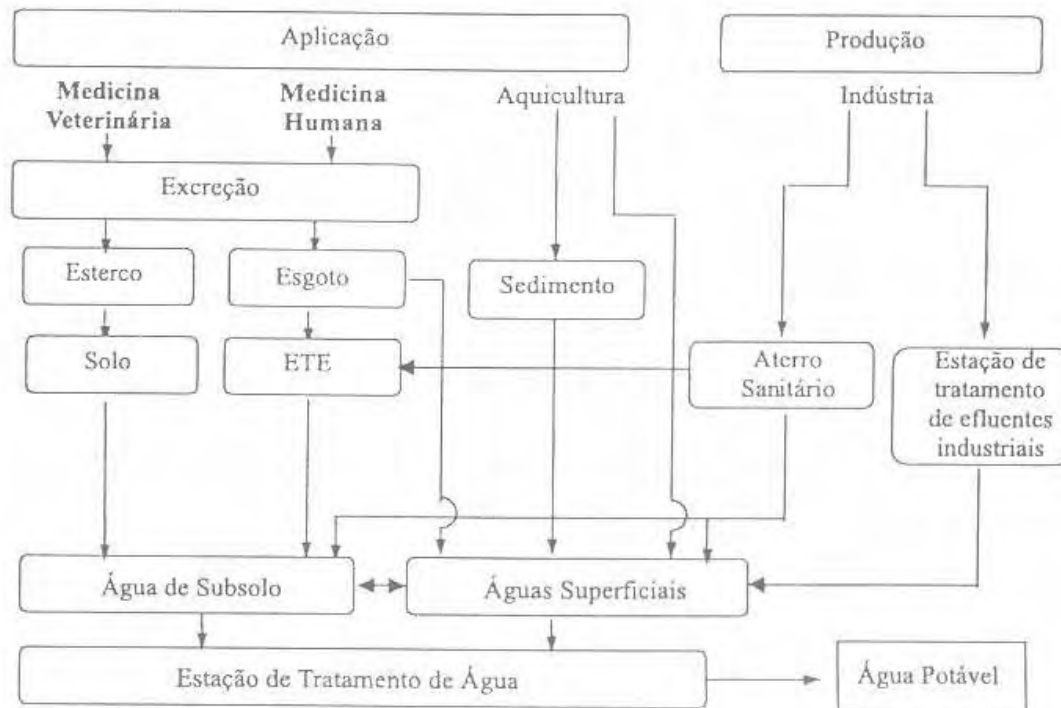 Aplicação
Produção
Medicina
Veterinária
Medicina
Humana
Aquicultura
Indústria
Excreção
Esterco
Esgoto
Sedimento
Solo
ETE
Aterro
Sanitário
Estação de
tratamento
de efluentes
industriais
Água de Subsolo
Águas Superficiais
Estação de Tratamento de Água
Água Potável